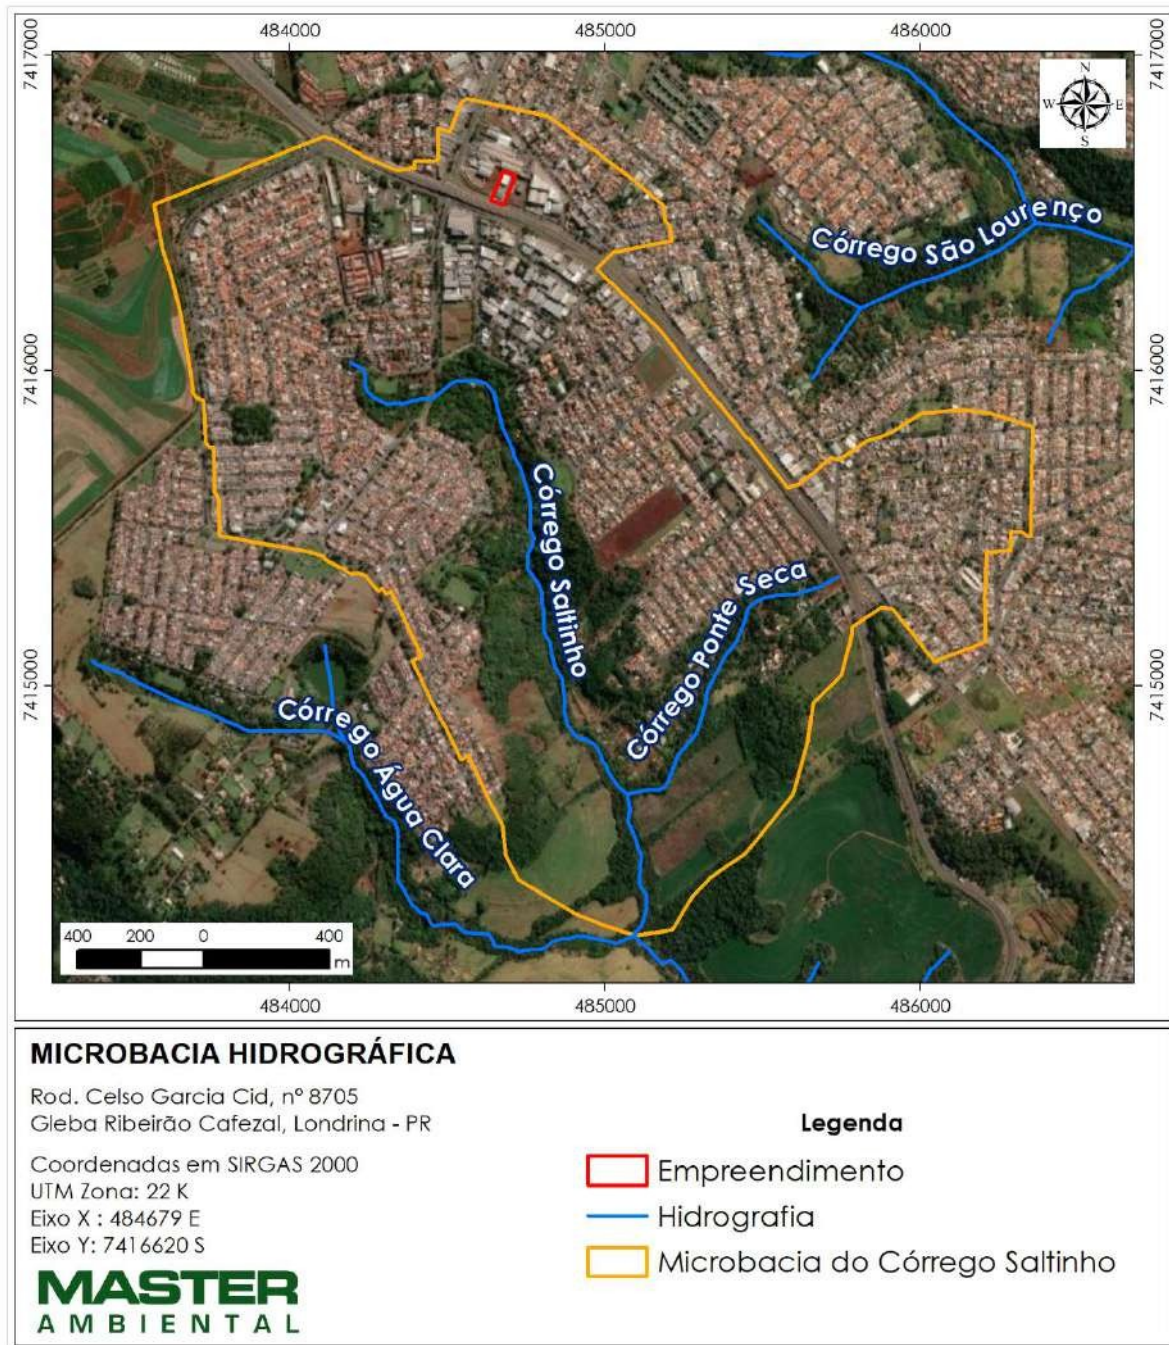 484000 485000 486000
7417000 7417000
N
W E
S
Córrego São Lourenço
7416000 7416000
Córrego Saltinho
Córrego Ponte Seca
7415000 7415000
Córrego Água Clara
400 200 0 400
m
484000 485000 486000
MICROBACIA HIDROGRÁFICA
Rod. Celso Garcia Cid, nº 8705
Gleba Ribeirão Cafezal, Londrina - PR
Coordenadas em SIRGAS 2000
UTM Zona: 22 K
Eixo X : 484679 E
Eixo Y: 7416620 S
MASTER
AMBIENTAL
Legenda
Empreendimento
Hidrografia
Microbacia do Córrego Saltinho